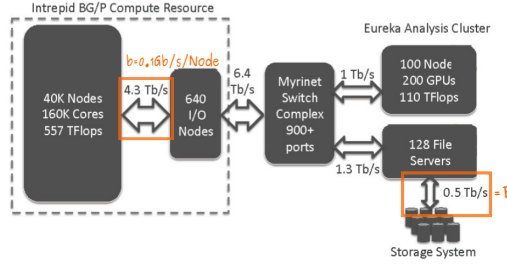 Intrepid BG/P Compute Resource
Eureka Analysis Cluster
b=0.1Gb/s/Node
40K Nodes
160K Cores
557 TFlops
4.3 Tb/s
640
I/O
Nodes
6.4
Tb/s
Myrinet
Switch
Complex
900+
ports
1 Tb/s
100 Node
200 GPUs
110 TFlops
1.3 Tb/s
128 File
Servers
0.5 Tb/s
=
Storage System